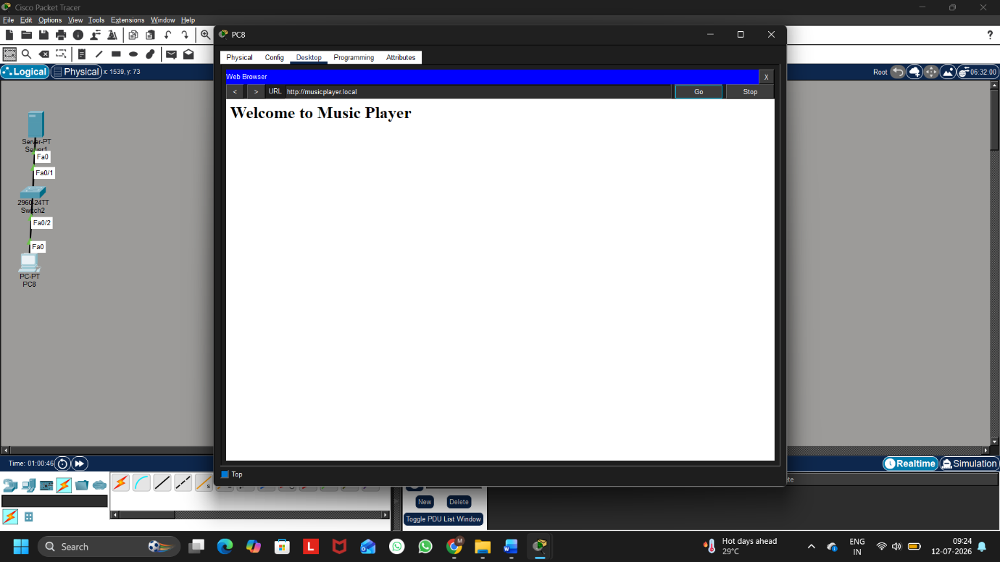 Cisco Packet Tracer
File Edit Options View Tools Extensions Window Help
PC8
Physical Config Desktop Programming Attributes
Logical Physical x: 1539, y: 73
Root 06:32:00
Web Browser X
< > URL http://musicplayer.local Go Stop
Welcome to Music Player
Server-PT
Server1
Fa0
Fa0/1
2960-24TT
Switch2
Fa0/2
Fa0
PC-PT
PC8
Time: 01:00:46
Realtime Simulation
Top
New Delete
Toggle PDU List Window
Search
Hot days ahead
29°C
ENG
IN
09:24
12-07-2026